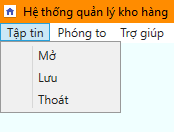 Hệ thống quản lý kho hàng
Tập tin Phóng to Trợ giúp
Mở
Lưu
Thoát